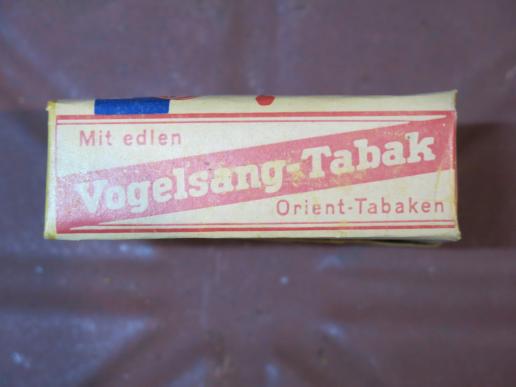 Mit edlen
Vogelsang-Tabak
Orient-Tabaken